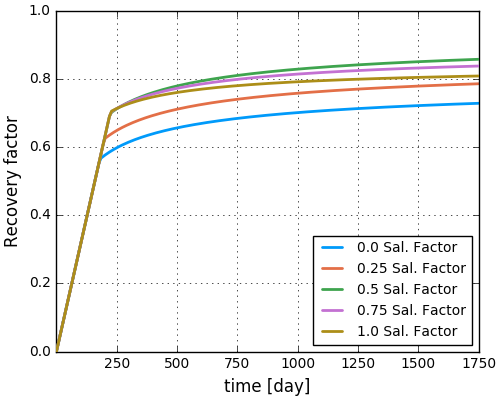 1.0
0.8
0.6
0.4
0.2
0.0
Recovery factor
250
500
750
1000
1250
1500
1750
time [day]
0.0 Sal. Factor
0.25 Sal. Factor
0.5 Sal. Factor
0.75 Sal. Factor
1.0 Sal. Factor